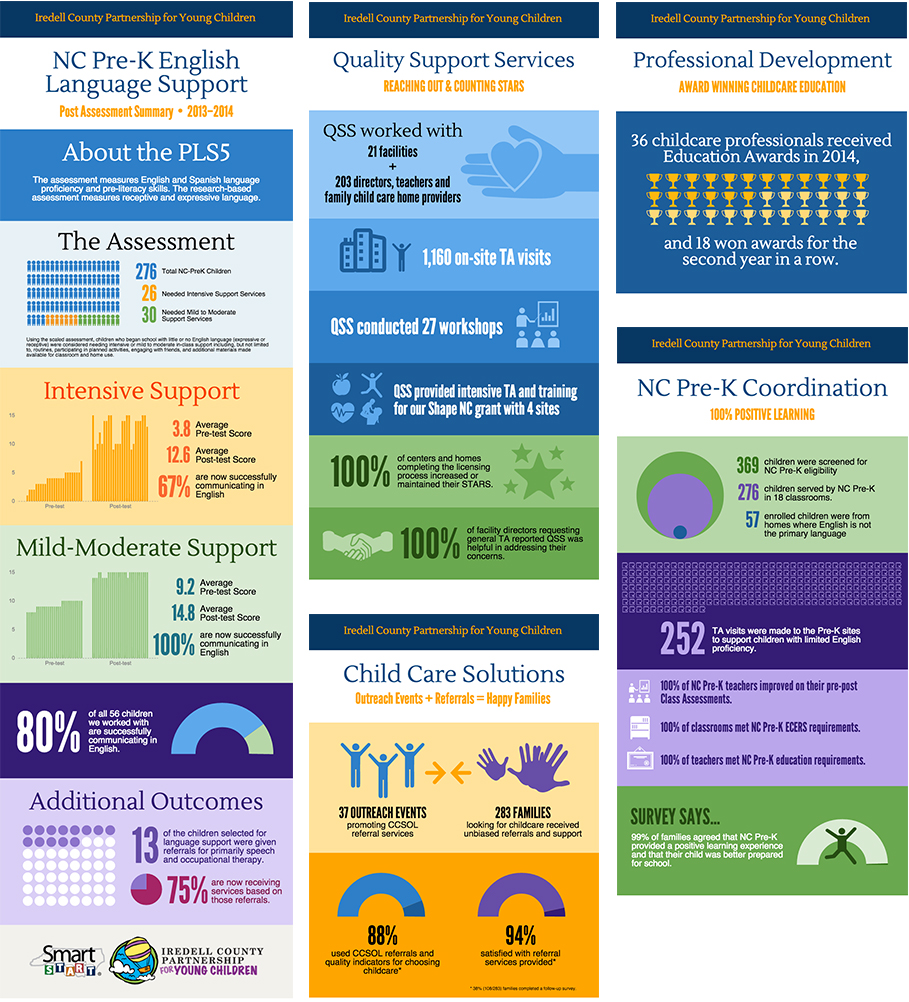 Iredell County Partnership for Young Children
NC Pre-K English
Language Support
Post Assessment Summary • 2013–2014
About the PLS5
The assessment measures English and Spanish language
proficiency and pre-literacy skills. The research-based
assessment measures receptive and expressive language.
The Assessment
276 Total NC-PreK Children
26 Needed Intensive Support Services
30 Needed Mild to Moderate
Support Services
Using the scaled assessment, children who began school with little or no English language (expressive or
receptive) were considered needing intensive or mild to moderate in-class support including, but not limited
to, routines, participating in planned activities, engaging with friends, and additional materials made
available for classroom and home use.
Intensive Support
15
10
5
0
Pre-test
Post-test
3.8 Average
Pre-test Score
12.6 Average
Post-test Score
67% are now successfully
communicating in
English
Mild-Moderate Support
15
10
5
0
Pre-test
Post-test
9.2 Average
Pre-test Score
14.8 Average
Post-test Score
100% are now successfully
communicating in
English
80% of all 56 children
we worked with
are successfully
communicating in
English.
Additional Outcomes
13 of the children selected for
language support were given
referrals for primarily speech
and occupational therapy.
75% are now receiving
services based on
those referrals.
Smart
START
IREDELL COUNTY
PARTNERSHIP
FOR YOUNG CHILDREN
Iredell County Partnership for Young Children
Quality Support Services
REACHING OUT & COUNTING STARS
QSS worked with
21 facilities
+
203 directors, teachers and
family child care home providers
1,160 on-site TA visits
QSS conducted 27 workshops
QSS provided intensive TA and training
for our Shape NC grant with 4 sites
100% of centers and homes
completing the licensing
process increased or
maintained their STARS.
100% of facility directors requesting
general TA reported QSS was
helpful in addressing their
concerns.
Iredell County Partnership for Young Children
Child Care Solutions
Outreach Events + Referrals = Happy Families
37 OUTREACH EVENTS
promoting CCSOL
referral services
283 FAMILIES
looking for childcare received
unbiased referrals and support
88%
used CCSOL referrals and
quality indicators for choosing
childcare*
94%
satisfied with referral
services provided*
* 38% (108/283) families completed a follow-up survey.
Iredell County Partnership for Young Children
Professional Development
AWARD WINNING CHILDCARE EDUCATION
36 childcare professionals received
Education Awards in 2014,
and 18 won awards for the
second year in a row.
Iredell County Partnership for Young Children
NC Pre-K Coordination
100% POSITIVE LEARNING
369 children were screened for
NC Pre-K eligibility
276 children served by NC Pre-K
in 18 classrooms.
57 enrolled children were from
homes where English is not
the primary language
252 TA visits were made to the Pre-K sites
to support children with limited English
proficiency.
100% of NC Pre-K teachers improved on their pre-post
Class Assessments.
100% of classrooms met NC Pre-K ECERS requirements.
100% of teachers met NC Pre-K education requirements.
SURVEY SAYS...
99% of families agreed that NC Pre-K
provided a positive learning experience
and that their child was better prepared
for school.